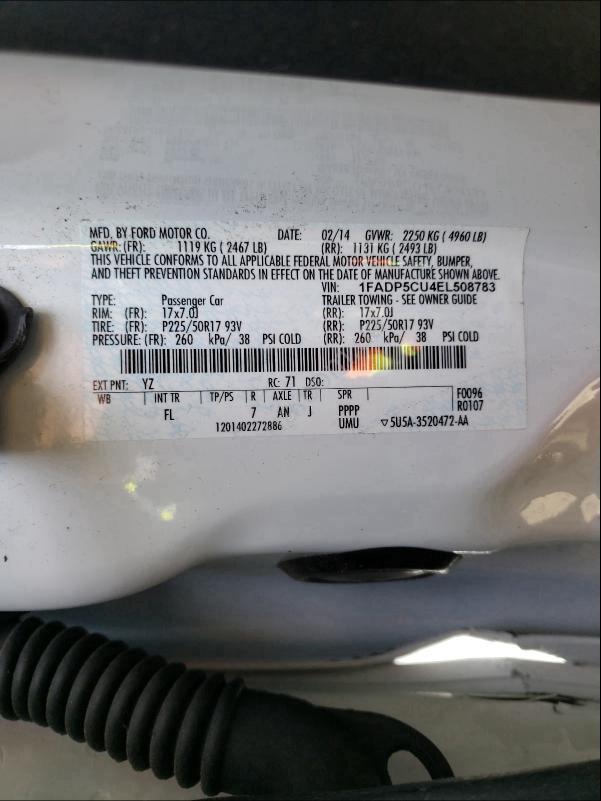 MFD. BY FORD MOTOR CO. DATE: 02/14 GVWR: 2250 KG ( 4960 LB)
GAWR: (FR): 1119 KG ( 2467 LB) (RR): 1131 KG ( 2493 LB)
THIS VEHICLE CONFORMS TO ALL APPLICABLE FEDERAL MOTOR VEHICLE SAFETY, BUMPER,
AND THEFT PREVENTION STANDARDS IN EFFECT ON THE DATE OF MANUFACTURE SHOWN ABOVE.
VIN: 1FADP5CU4EL508783
TYPE: Passenger Car TRAILER TOWING - SEE OWNER GUIDE
RIM: (FR): 17x7.0J (RR): 17x7.0J
TIRE: (FR): P225/50R17 93V (RR): P225/50R17 93V
PRESSURE: (FR): 260 kPa/ 38 PSI COLD (RR): 260 kPa/ 38 PSI COLD
EXT PNT: YZ RC: 71 DSO:
WB INT TR TP/PS R AXLE TR SPR F0096
FL 7 AN J PPPP R0107
1201402272886 UMU ▽5U5A-3520472-AA